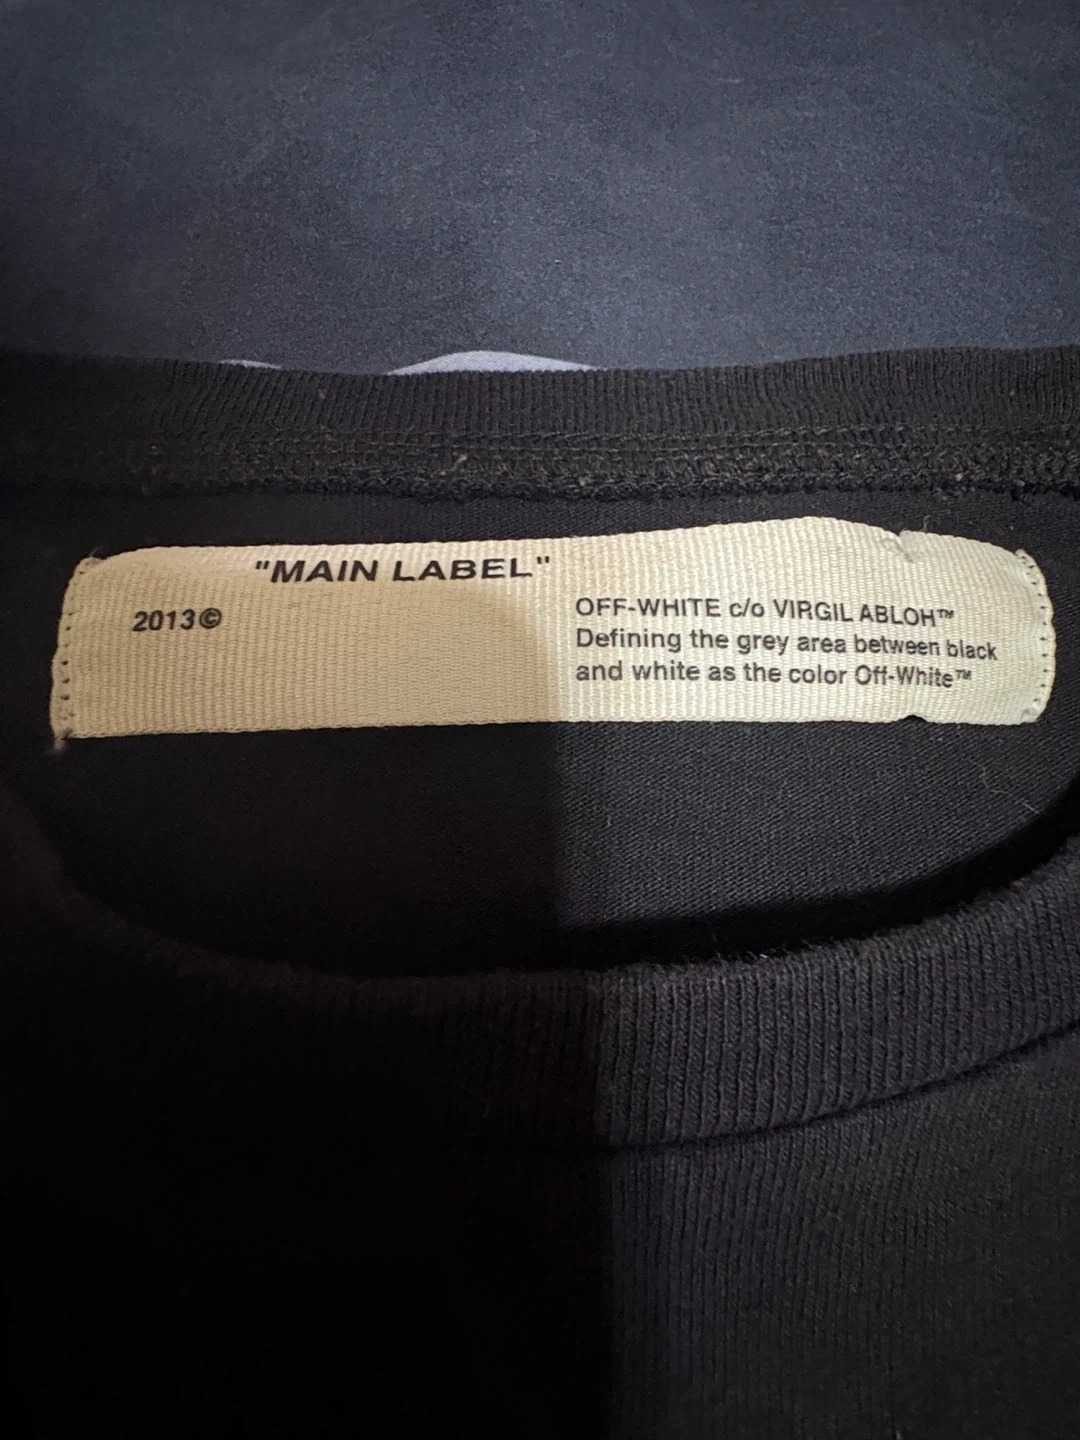 "MAIN LABEL"
2013©
OFF-WHITE c/o VIRGIL ABLOH™
Defining the grey area between black
and white as the color Off-White™